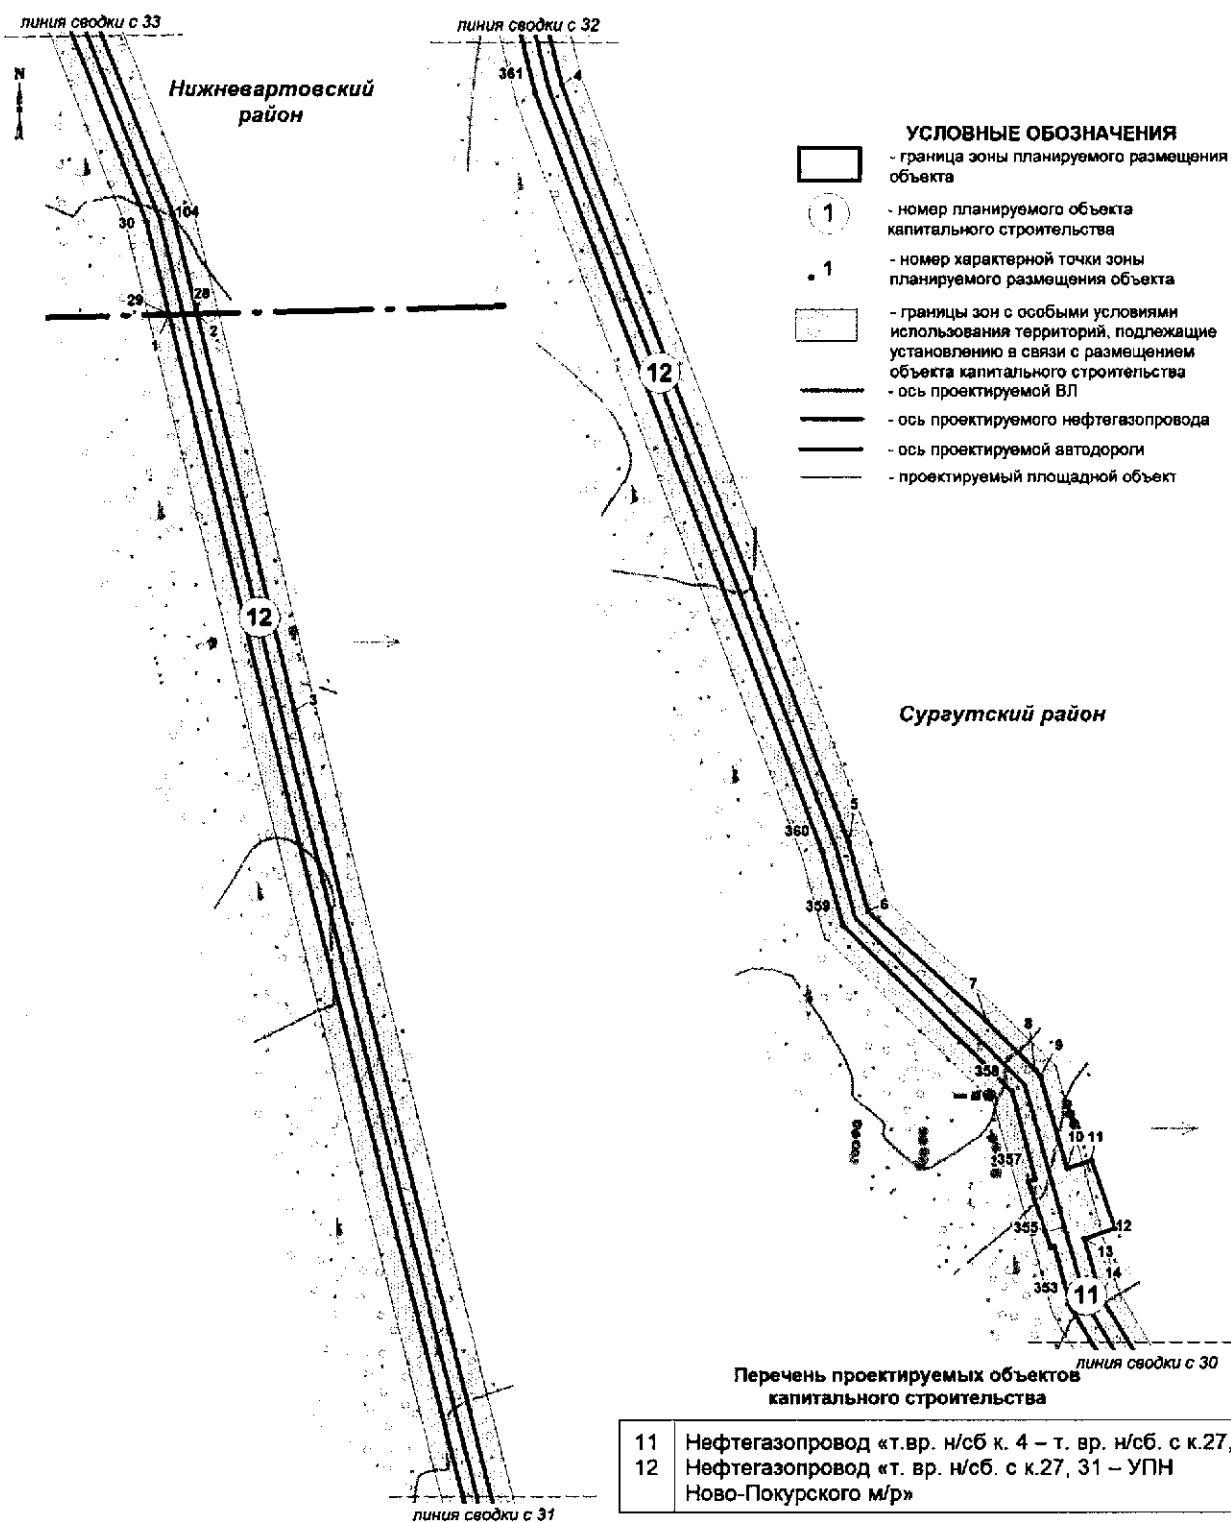 линия сводки с 33
линия сводки с 32
N
Нижневартовский
район
361
4
30
104
29
28
1
2
12
3
линия сводки с 31
12
5
360
359
6
7
8
9
358
10
11
357
12
355
13
14
353
11
линия сводки с 30
Сургутский район
УСЛОВНЫЕ ОБОЗНАЧЕНИЯ
- граница зоны планируемого размещения
объекта
1
- номер планируемого объекта
капитального строительства
1
- номер характерной точки зоны
планируемого размещения объекта
- границы зон с особыми условиями
использования территорий, подлежащие
установлению в связи с размещением
объекта капитального строительства
- ось проектируемой ВЛ
- ось проектируемого нефтегазопровода
- ось проектируемой автодороги
- проектируемый площадной объект
Перечень проектируемых объектов
капитального строительства
11 Нефтегазопровод «т.вр. н/сб к. 4 – т. вр. н/сб. с к.27,
12 Нефтегазопровод «т. вр. н/сб. с к.27, 31 – УПН
Ново-Покурского м/р»